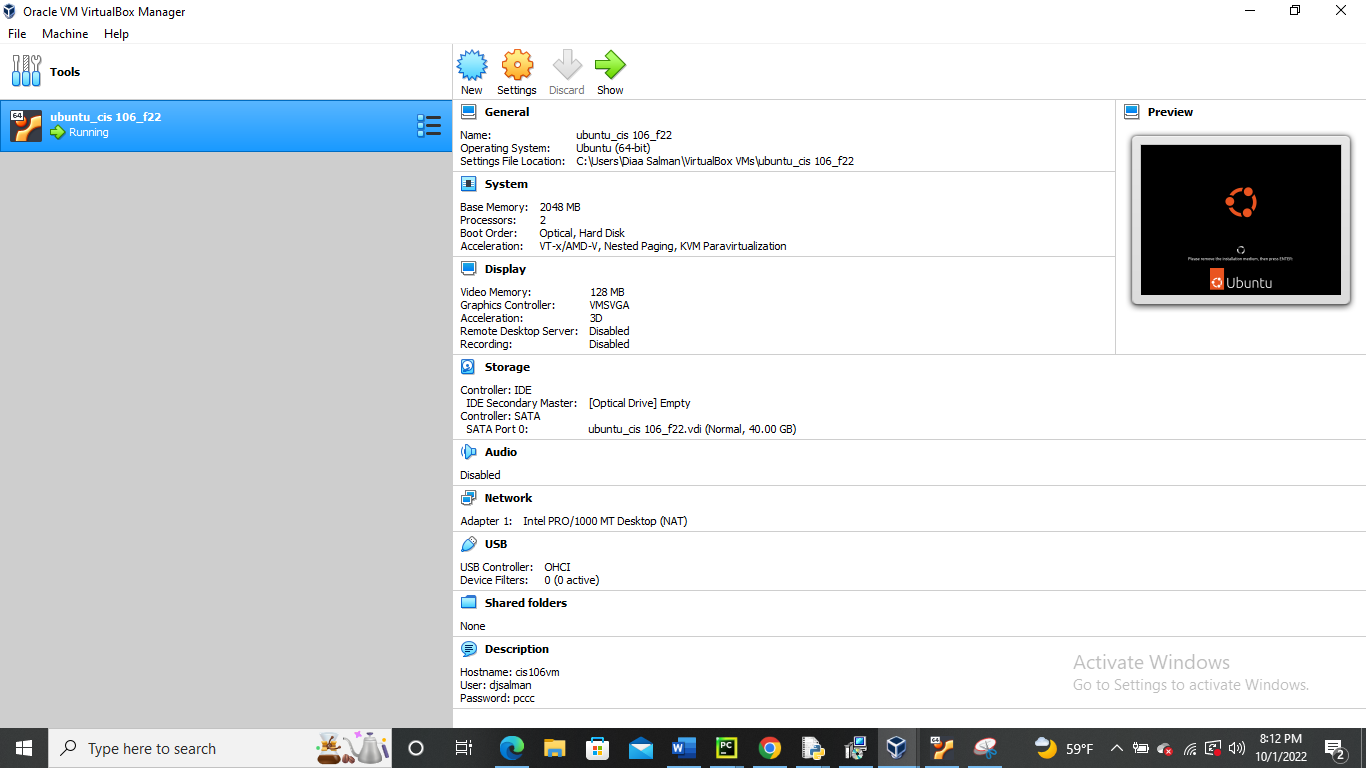 Oracle VM VirtualBox Manager
File Machine Help
Tools
New Settings Discard Show
64
ubuntu_cis 106_f22
Running
General
Name: ubuntu_cis 106_f22
Operating System: Ubuntu (64-bit)
Settings File Location: C:\Users\Diaa Salman\VirtualBox VMs\ubuntu_cis 106_f22
System
Base Memory: 2048 MB
Processors: 2
Boot Order: Optical, Hard Disk
Acceleration: VT-x/AMD-V, Nested Paging, KVM Paravirtualization
Display
Video Memory: 128 MB
Graphics Controller: VMSVGA
Acceleration: 3D
Remote Desktop Server: Disabled
Recording: Disabled
Preview
Please remove the installation medium, then press ENTER:
Ubuntu
Storage
Controller: IDE
IDE Secondary Master: [Optical Drive] Empty
Controller: SATA
SATA Port 0: ubuntu_cis 106_f22.vdi (Normal, 40.00 GB)
Audio
Disabled
Network
Adapter 1: Intel PRO/1000 MT Desktop (NAT)
USB
USB Controller: OHCI
Device Filters: 0 (0 active)
Shared folders
None
Description
Hostname: cis106vm
User: djsalman
Password: pccc
Activate Windows
Go to Settings to activate Windows.
Type here to search
W
PC
64
59°F
8:12 PM
10/1/2022
2